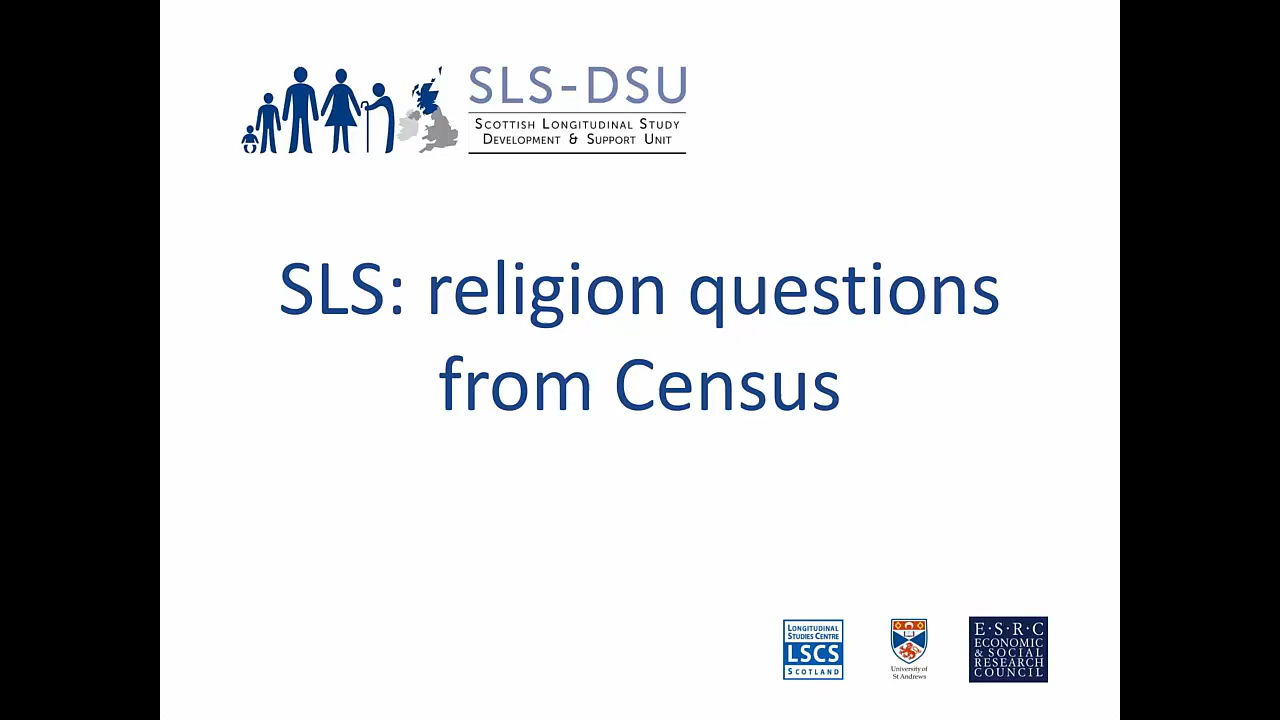 SLS-DSU
SCOTTISH LONGITUDINAL STUDY
DEVELOPMENT & SUPPORT UNIT
SLS: religion questions
from Census
LONGITUDINAL
STUDIES CENTRE
LSCS
SCOTLAND
University of
St Andrews
E·S·R·C
ECONOMIC
& SOCIAL
RESEARCH
COUNCIL